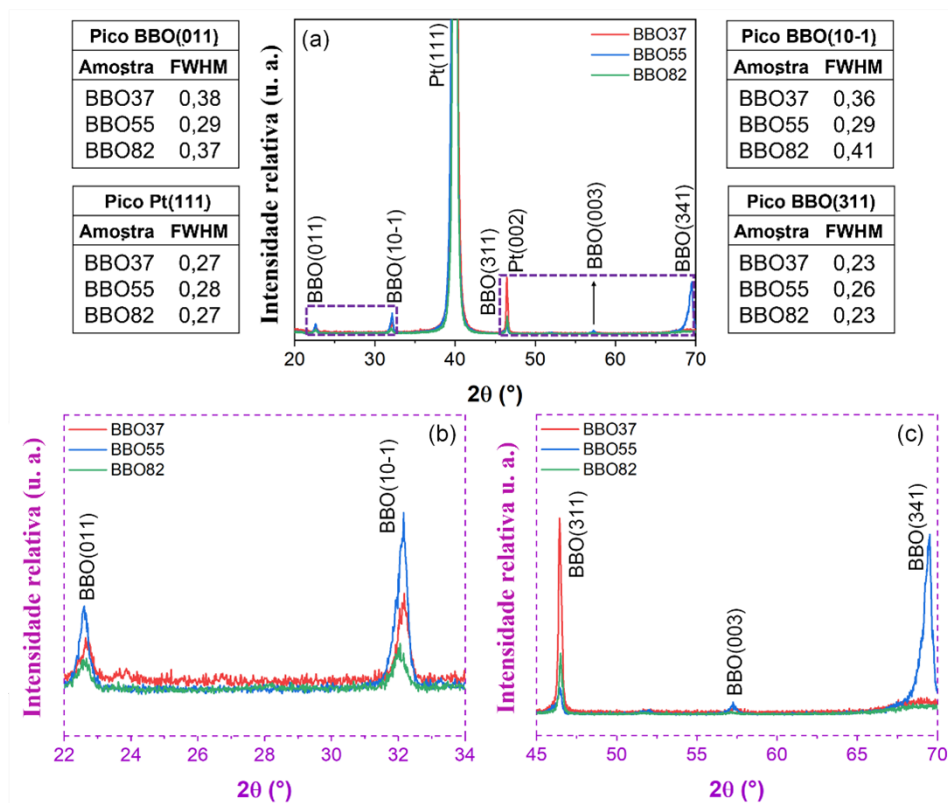 Pico BBO(011)
Amostra FWHM
BBO37 0,38
BBO55 0,29
BBO82 0,37
Pico Pt(111)
Amostra FWHM
BBO37 0,27
BBO55 0,28
BBO82 0,27
(a)
Intensidade relativa (u. a.)
BBO37
BBO55
BBO82
Pt(111)
BBO(011)
BBO(10-1)
BBO(311)
Pt(002)
BBO(003)
BBO(341)
20 30 40 50 60 70
2θ (°)
Pico BBO(10-1)
Amostra FWHM
BBO37 0,36
BBO55 0,29
BBO82 0,41
Pico BBO(311)
Amostra FWHM
BBO37 0,23
BBO55 0,26
BBO82 0,23
(b)
Intensidade relativa (u. a.)
BBO37
BBO55
BBO82
BBO(011)
BBO(10-1)
22 24 26 28 30 32 34
2θ (°)
(c)
Intensidade relativa u. a.)
BBO37
BBO55
BBO82
BBO(311)
BBO(003)
BBO(341)
45 50 55 60 65 70
2θ (°)